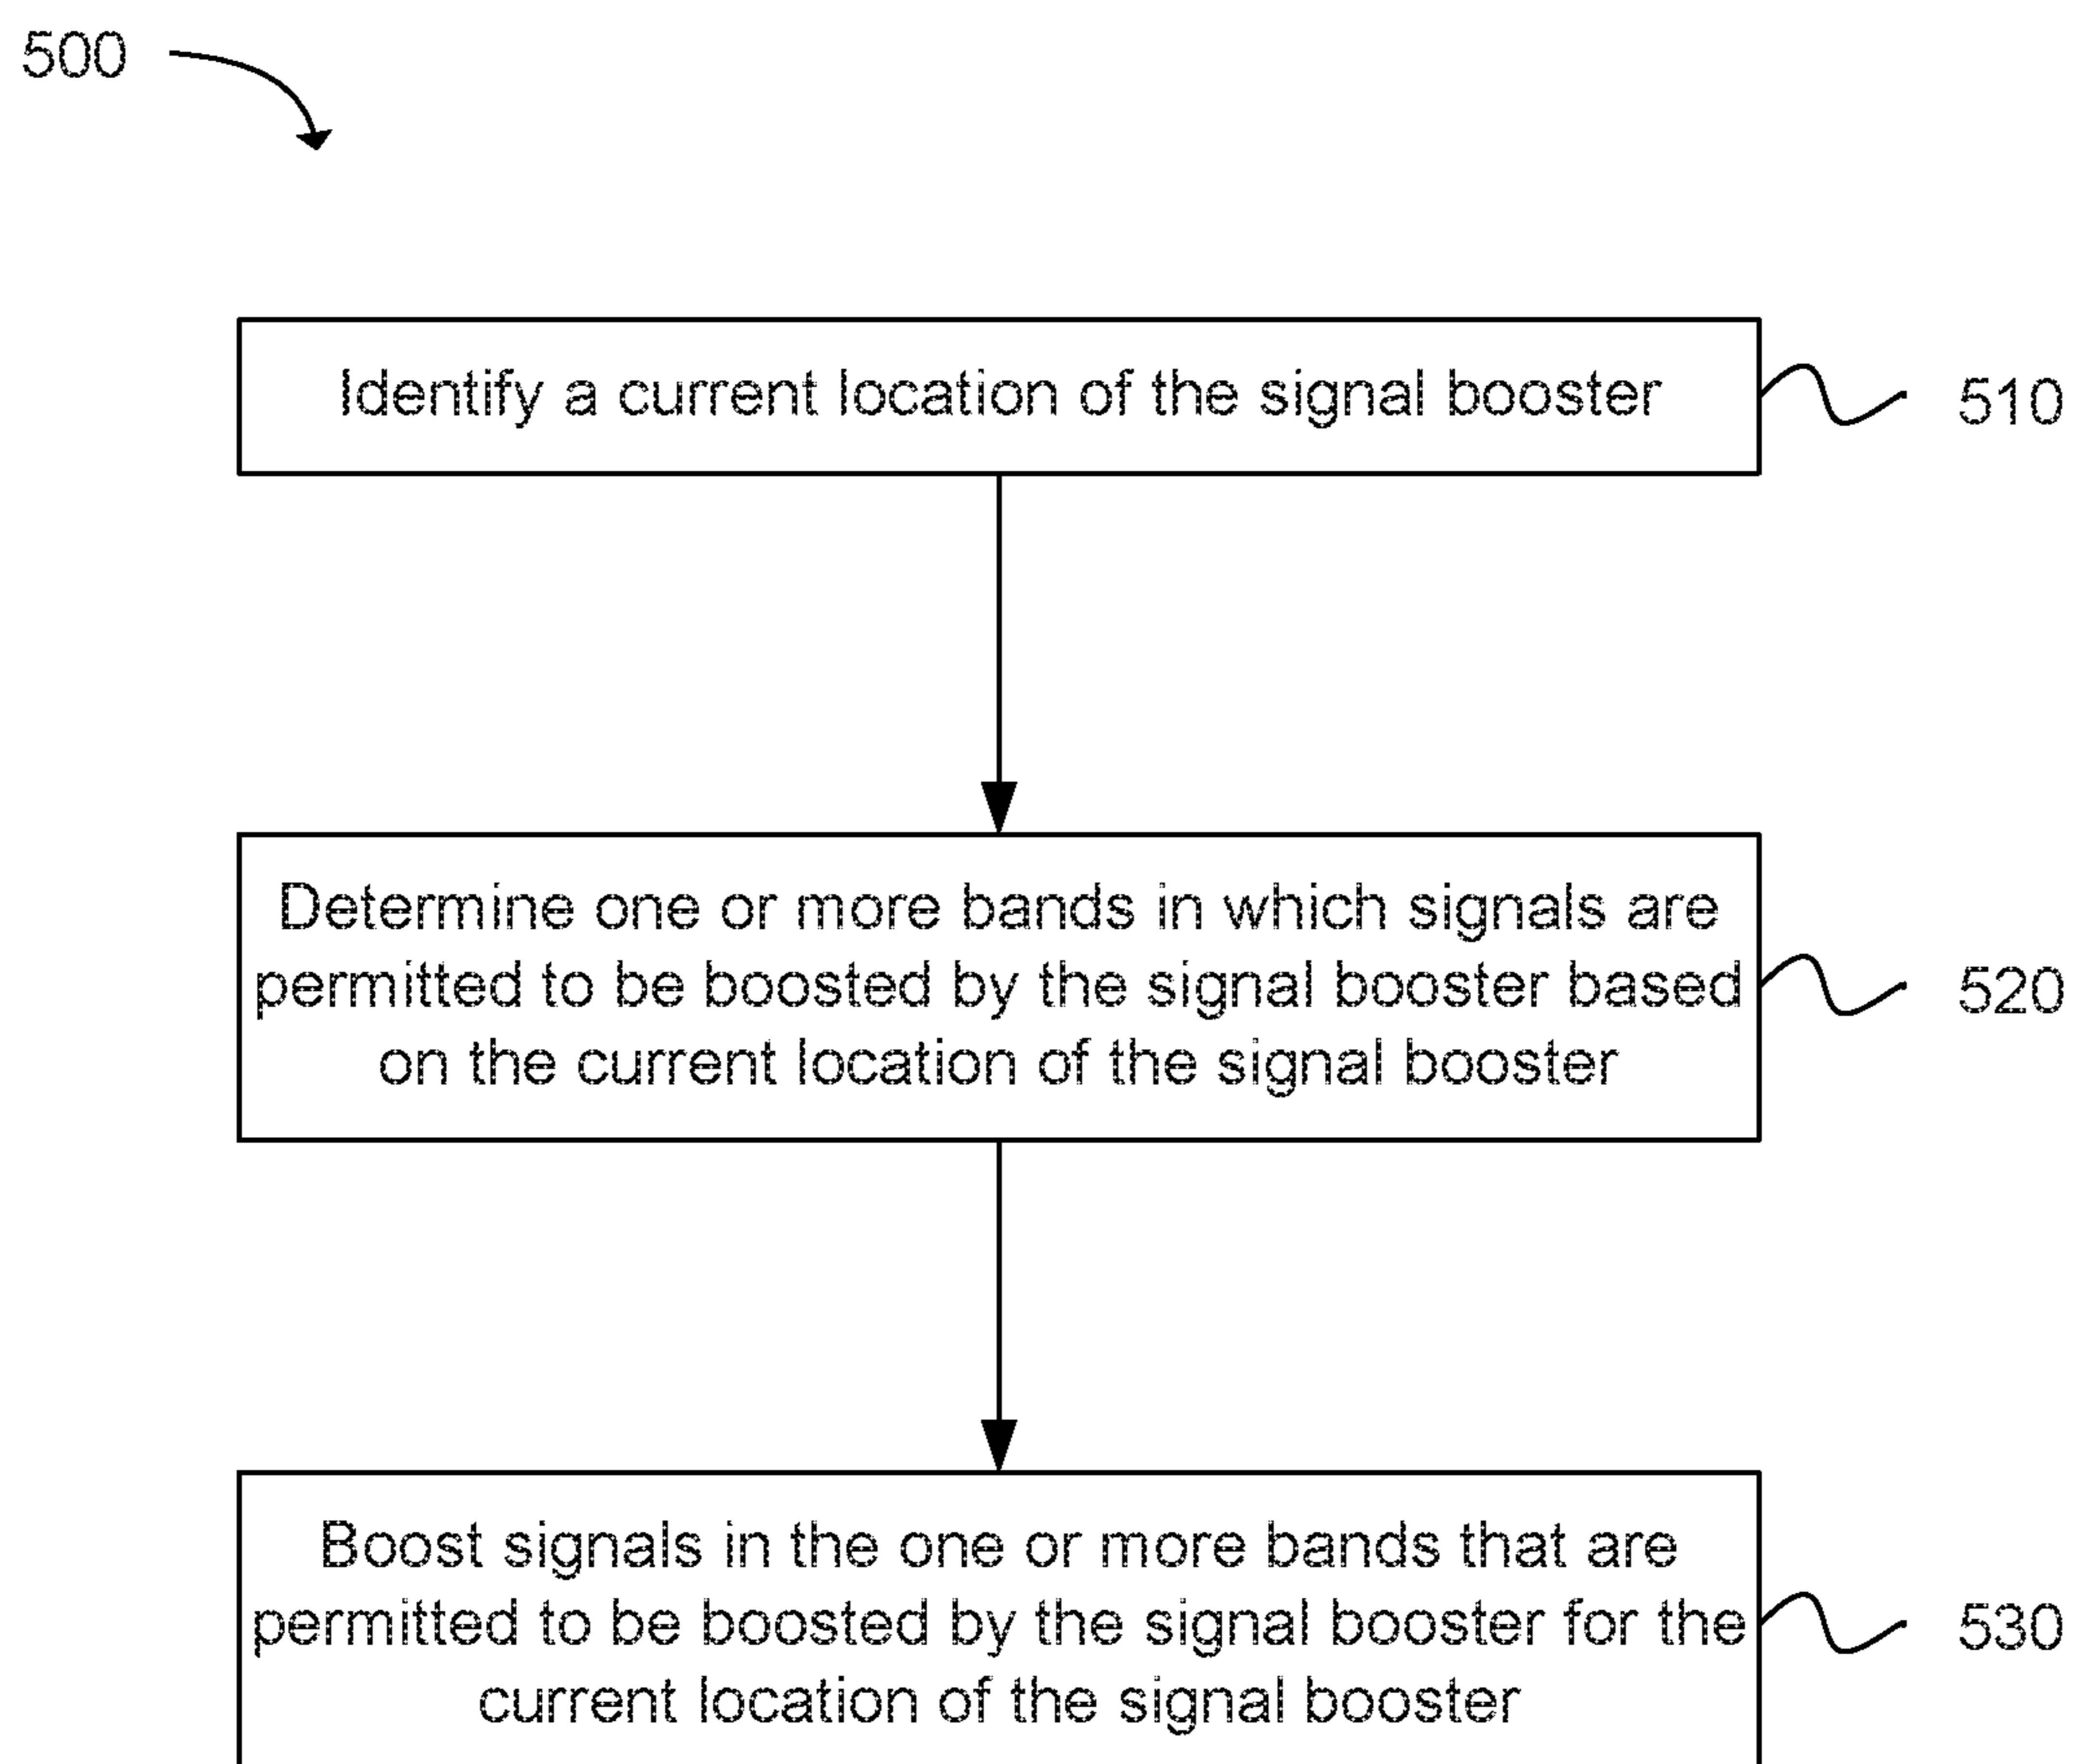 500
Identify a current location of the signal booster
510
Determine one or more bands in which signals are
permitted to be boosted by the signal booster based
on the current location of the signal booster
520
Boost signals in the one or more bands that are
permitted to be boosted by the signal booster for the
current location of the signal booster
530